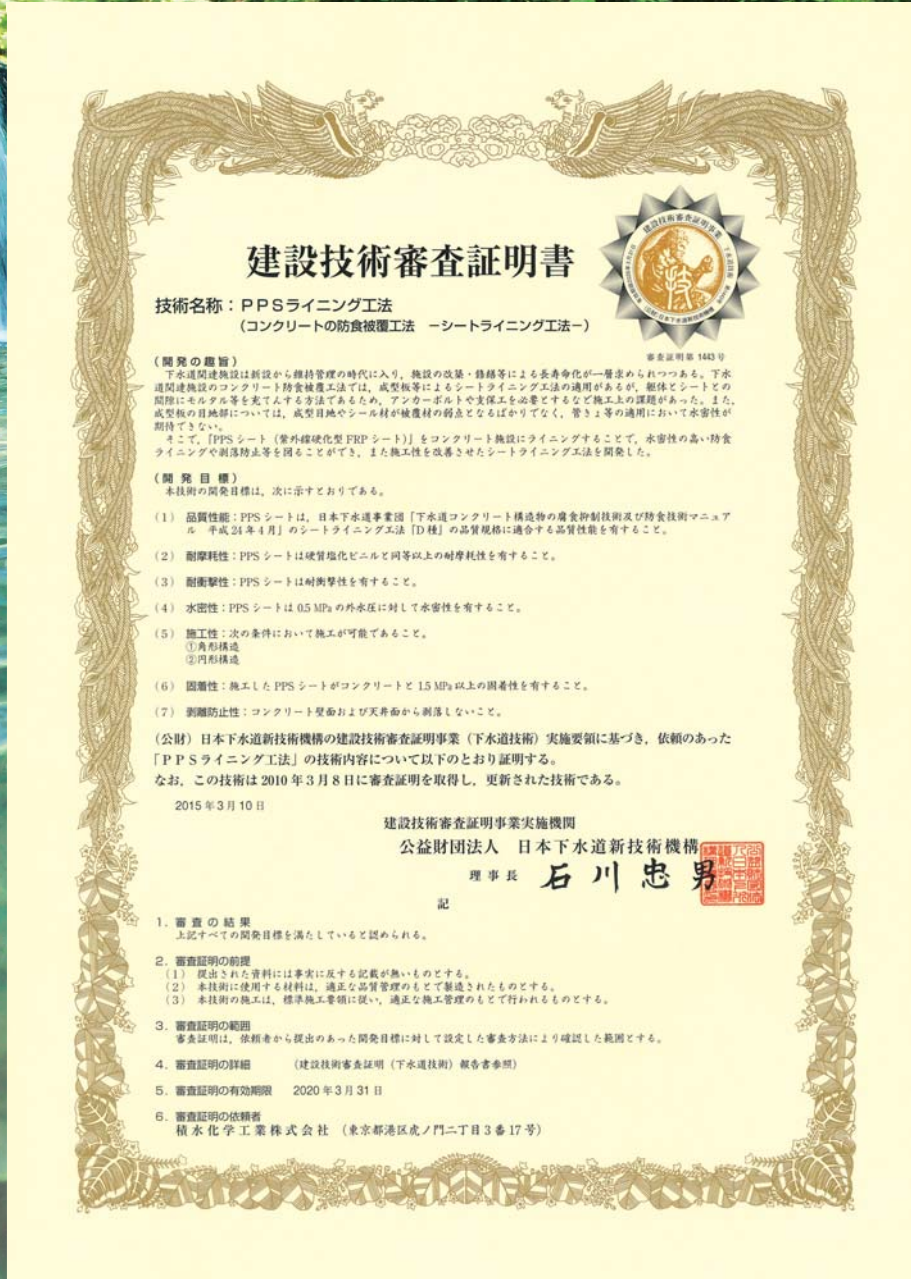 建設技術審査証明書
技術名称：ＰＰＳライニング工法
（コンクリートの防食被覆工法　－シートライニング工法－）
建設技術審査証明事業
技
審査証明第 1443 号
（開発の趣旨）
下水道関連施設は新設から維持管理の時代に入り，施設の改築・修繕等による長寿命化が一層求められつつある。下水
道関連施設のコンクリート防食被覆工法では，成型板等によるシートライニング工法の適用があるが，躯体とシートとの
間隙にモルタル等を充てんする方法であるため，アンカーボルトや支保工を必要とするなど施工上の課題があった。また，
成型板の目地部については，成型目地やシール材が被覆材の弱点となるばかりでなく，管きょ等の適用において水密性が
期待できない。
そこで，「PPS シート（紫外線硬化型 FRP シート）」をコンクリート施設にライニングすることで，水密性の高い防食
ライニングや剥落防止等を図ることができ，また施工性を改善させたシートライニング工法を開発した。
（開 発 目 標）
本技術の開発目標は，次に示すとおりである。
（１） 品質性能：PPS シートは，日本下水道事業団「下水道コンクリート構造物の腐食抑制技術及び防食技術マニュア
ル　平成 24 年 4 月」のシートライニング工法「D 種」の品質規格に適合する品質性能を有すること。
（２） 耐摩耗性：PPS シートは硬質塩化ビニルと同等以上の耐摩耗性を有すること。
（３） 耐衝撃性：PPS シートは耐衝撃性を有すること。
（４） 水密性：PPS シートは 0.5 MPa の外水圧に対して水密性を有すること。
（５） 施工性：次の条件において施工が可能であること。
①角形構造
②円形構造
（６） 固着性：施工した PPS シートがコンクリートと 1.5 MPa 以上の固着性を有すること。
（７） 剥離防止性：コンクリート壁面および天井面から剥落しないこと。
（公財）日本下水道新技術機構の建設技術審査証明事業（下水道技術）実施要領に基づき，依頼のあった
「ＰＰＳライニング工法」の技術内容について以下のとおり証明する。
なお，この技術は 2010 年 3 月 8 日に審査証明を取得し，更新された技術である。
2015 年 3 月 10 日
建設技術審査証明事業実施機関
公益財団法人　日本下水道新技術機構
理 事 長　石 川 忠 男
記
１．審 査 の 結 果
上記すべての開発目標を満たしていると認められる。
２．審査証明の前提
（１） 提出された資料には事実に反する記載が無いものとする。
（２） 本技術に使用する材料は，適正な品質管理のもとで製造されたものとする。
（３） 本技術の施工は，標準施工要領に従い，適正な施工管理のもとで行われるものとする。
３．審査証明の範囲
審査証明は，依頼者から提出のあった開発目標に対して設定した審査方法により確認した範囲とする。
４．審査証明の詳細　（建設技術審査証明（下水道技術）報告書参照）
５．審査証明の有効期限　2020 年 3 月 31 日
６．審査証明の依頼者
積 水 化 学 工 業 株 式 会 社　（東京都港区虎ノ門二丁目 3 番 17 号）